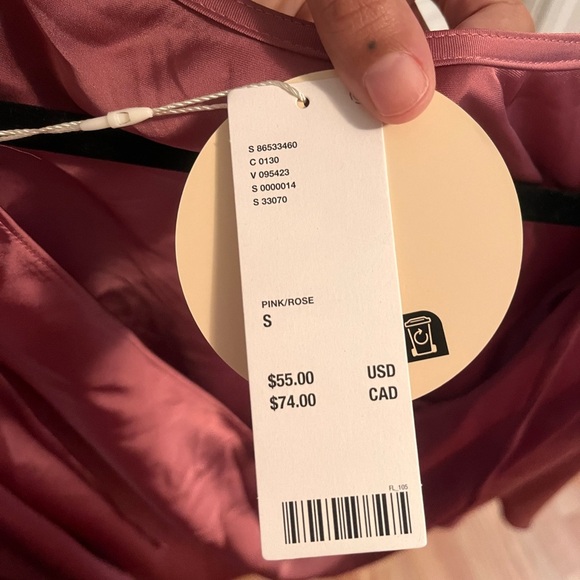 S 86533460
C 0130
V 095423
S 0000014
S 33070
PINK/ROSE
S
$55.00 USD
$74.00 CAD
FL_105